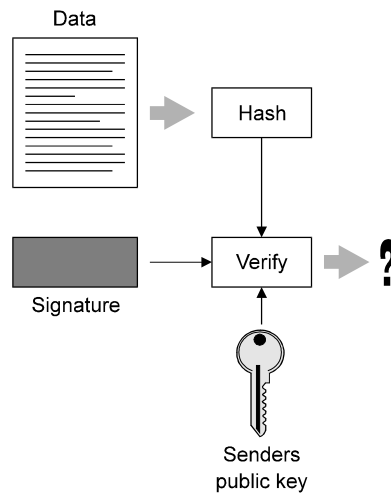 Data
Hash
Verify
?
Signature
Senders
public key